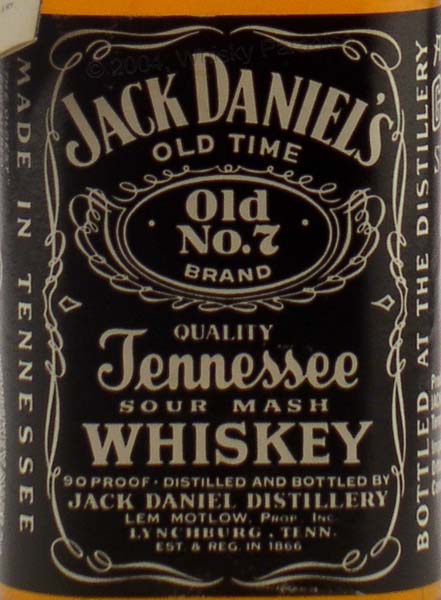 © 2004, Whisky
JACK DANIEL'S
OLD TIME
Old
No.7
BRAND
QUALITY
Tennessee
SOUR MASH
WHISKEY
90 PROOF · DISTILLED AND BOTTLED BY
JACK DANIEL DISTILLERY
LEM MOTLOW, PROP. INC.
LYNCHBURG, TENN.
EST. & REG. IN 1866
MADE IN TENNESSEE
BOTTLED AT THE DISTILLERY